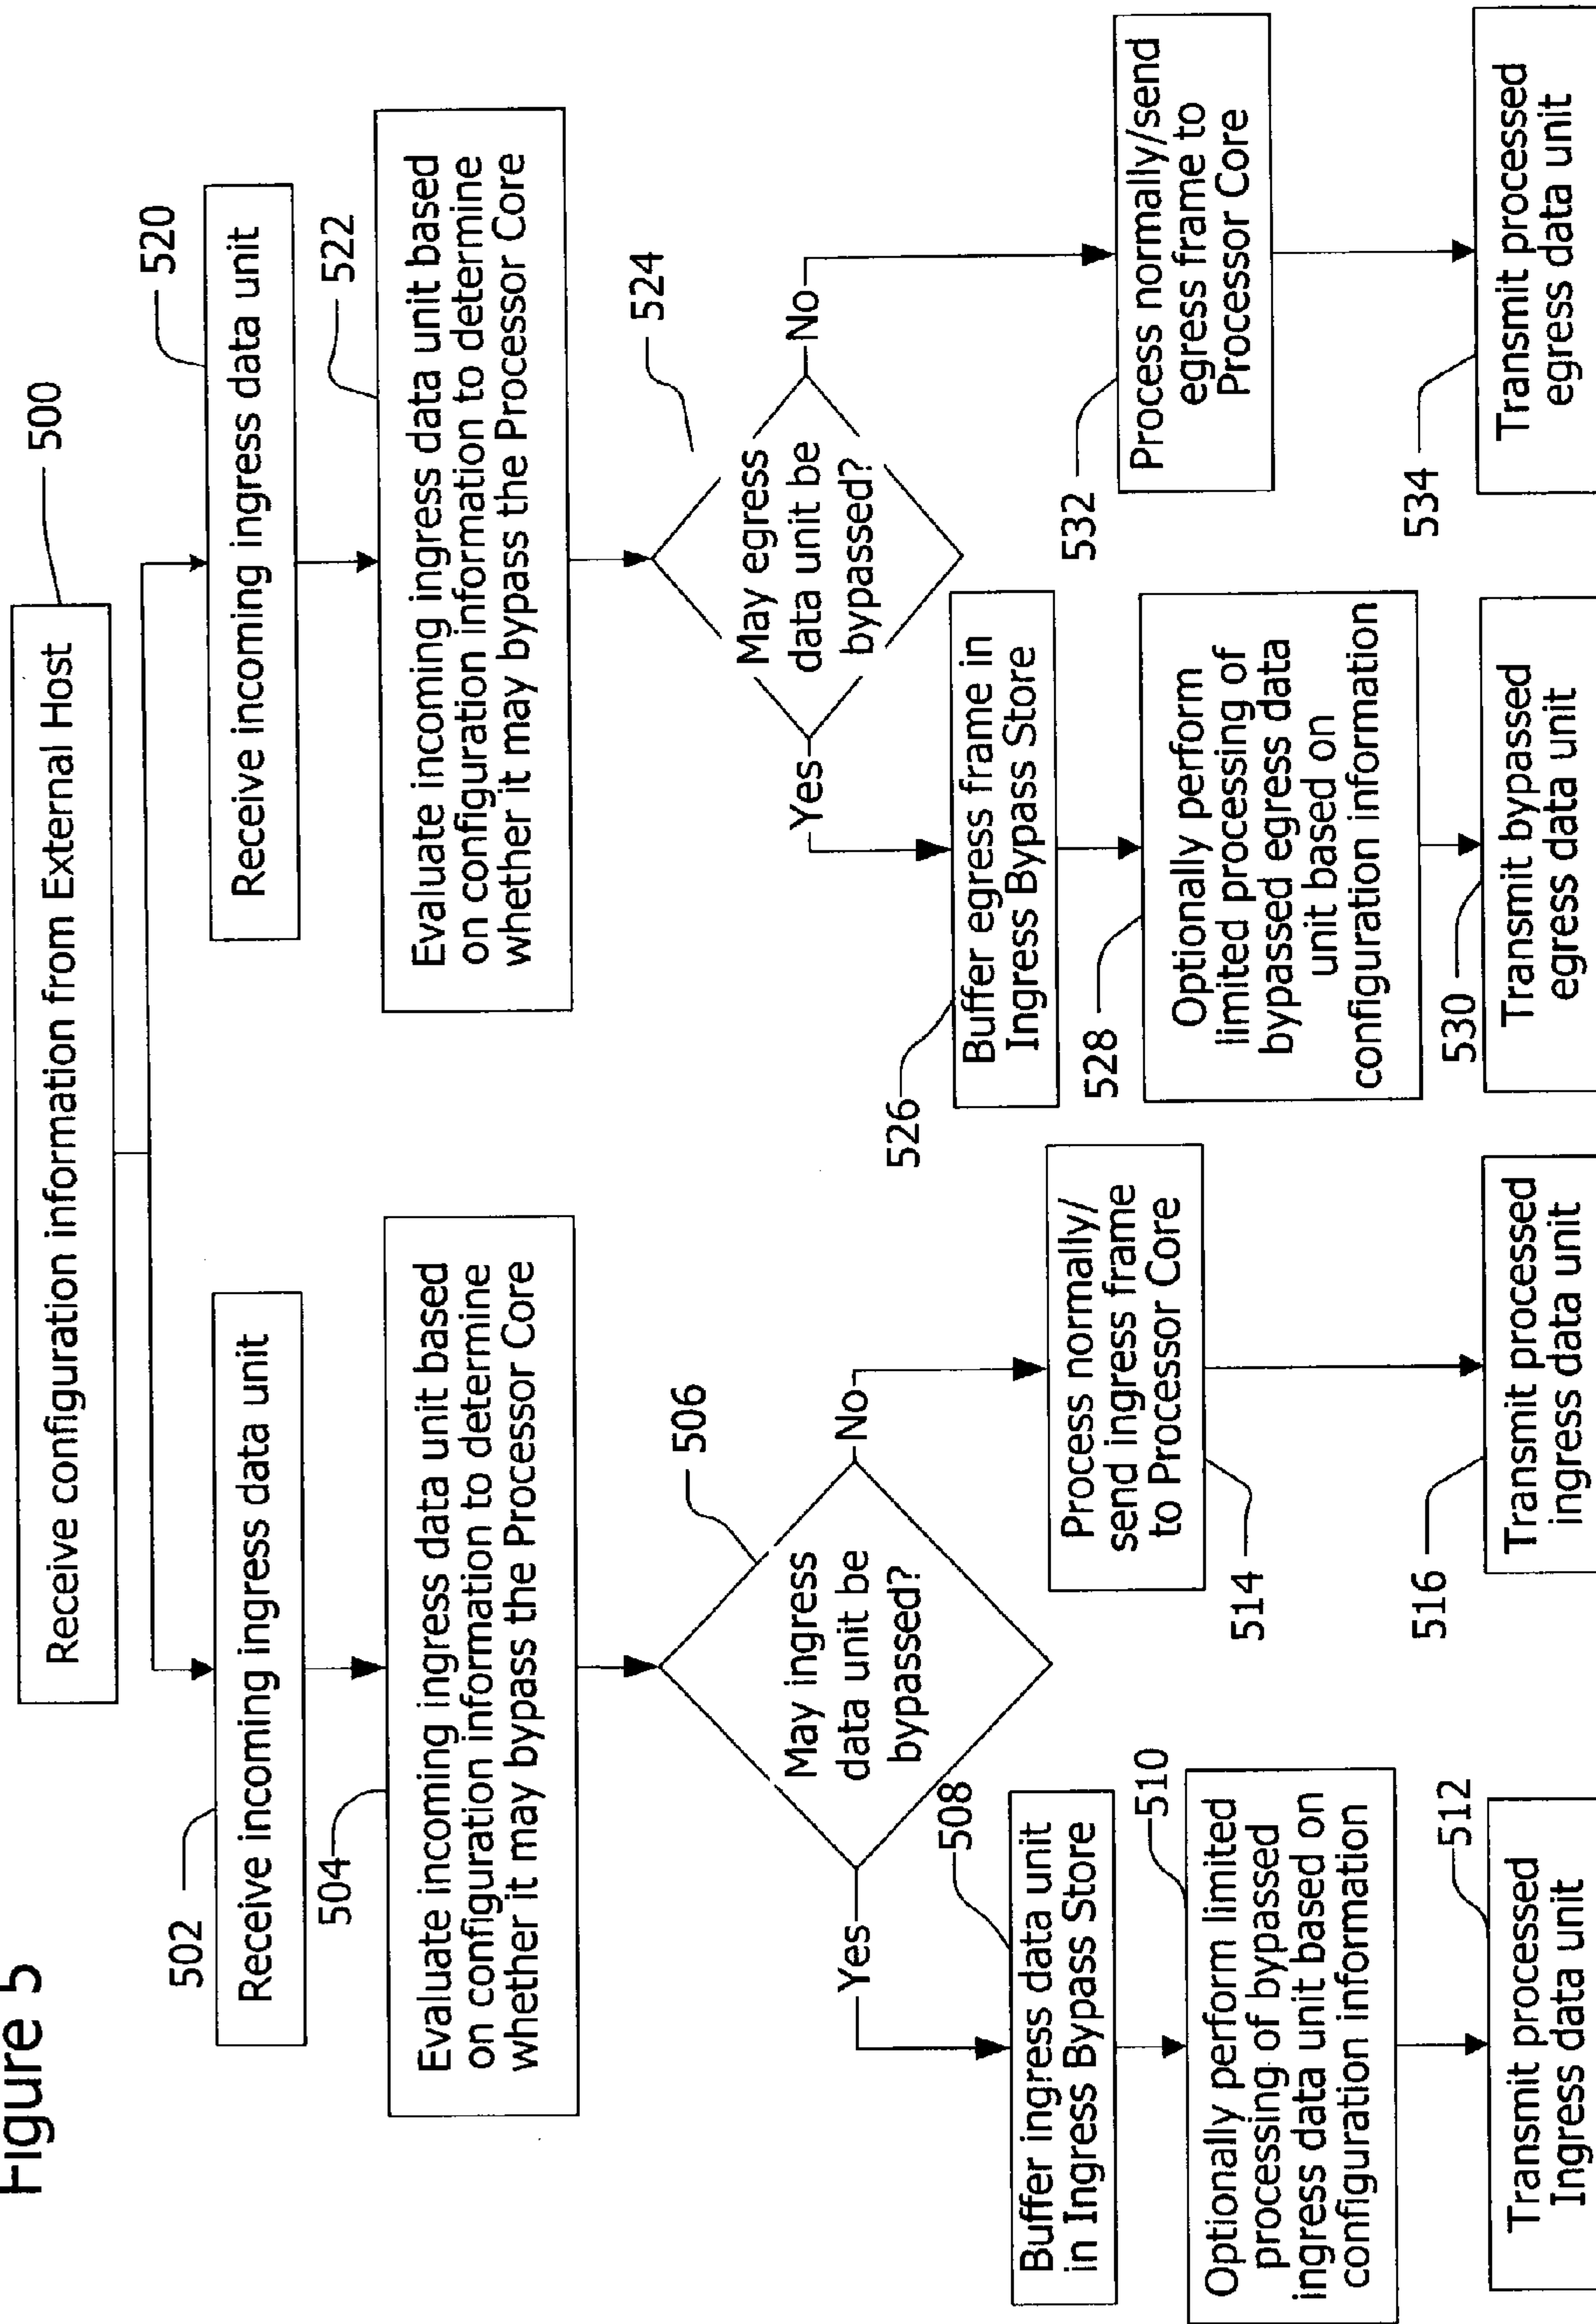 Figure 5
Receive configuration information from External Host
500
502
Receive incoming ingress data unit
504
Evaluate incoming ingress data unit based
on configuration information to determine
whether it may bypass the Processor Core
506
May ingress
data unit be
bypassed?
Yes
No
508
Buffer ingress data unit
in Ingress Bypass Store
510
Optionally perform limited
processing of bypassed
ingress data unit based on
configuration information
512
Transmit processed
Ingress data unit
Process normally/
send ingress frame
to Processor Core
514
516
Transmit processed
ingress data unit
520
Receive incoming ingress data unit
522
Evaluate incoming ingress data unit based
on configuration information to determine
whether it may bypass the Processor Core
524
May egress
data unit be
bypassed?
Yes
No
526
Buffer egress frame in
Ingress Bypass Store
528
Optionally perform
limited processing of
bypassed egress data
unit based on
configuration information
530
Transmit bypassed
egress data unit
532
Process normally/send
egress frame to
Processor Core
534
Transmit processed
egress data unit